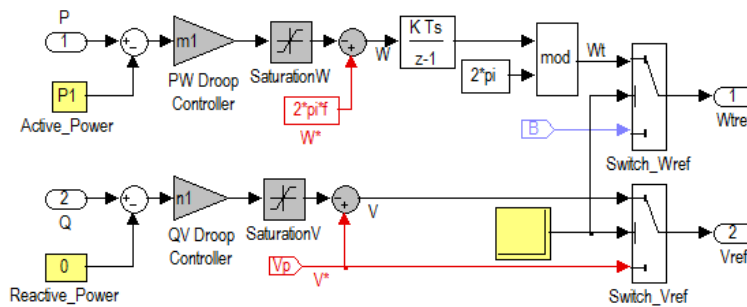 P
1
P1
Active_Power
m1
PW Droop
Controller
SaturationW
2*pi*f
W*
W
K Ts
z-1
2*pi
mod
Wt
B
Switch_Wref
1
Wtref
2
Q
0
Reactive_Power
n1
QV Droop
Controller
SaturationV
Vp
V*
V
Switch_Vref
2
Vref